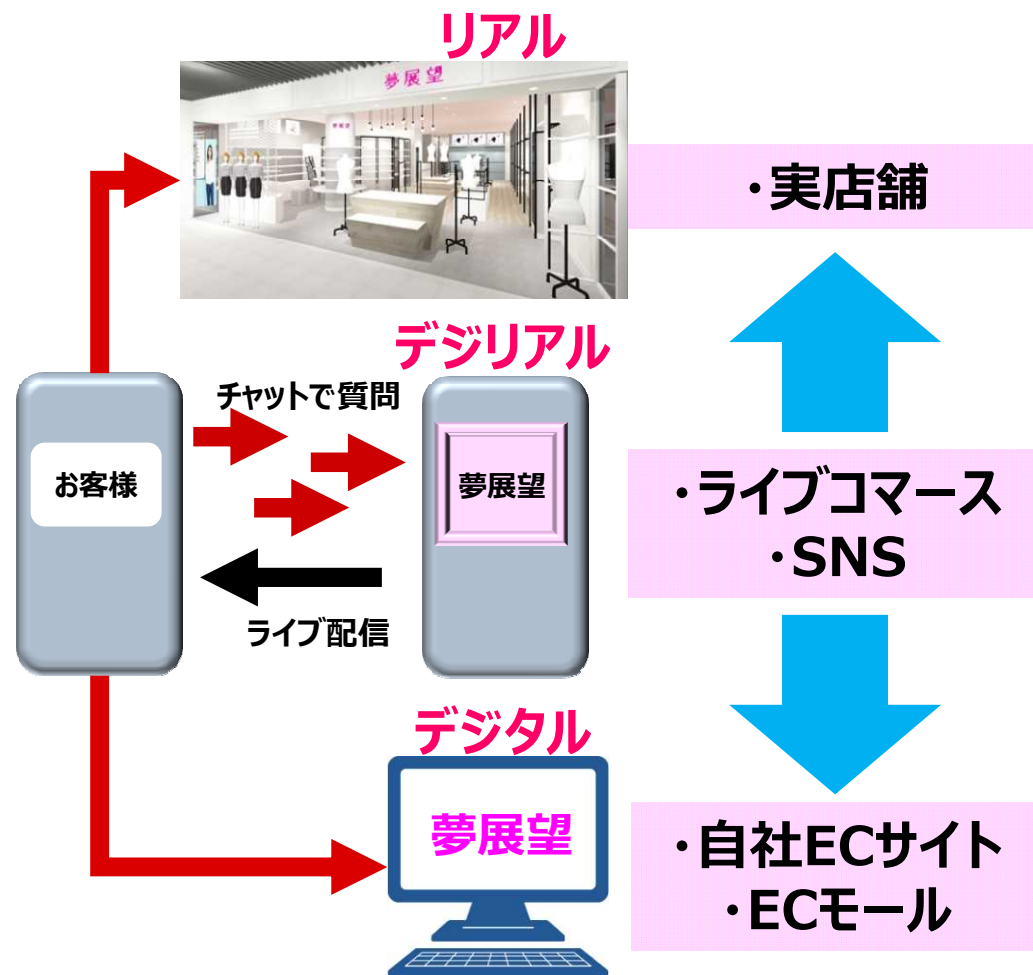 リアル
夢展望
夢展望
・実店舗
デジリアル
チャットで質問
お客様
夢展望
・ライブコマース
・SNS
ライブ配信
デジタル
夢展望
・自社ECサイト
・ECモール